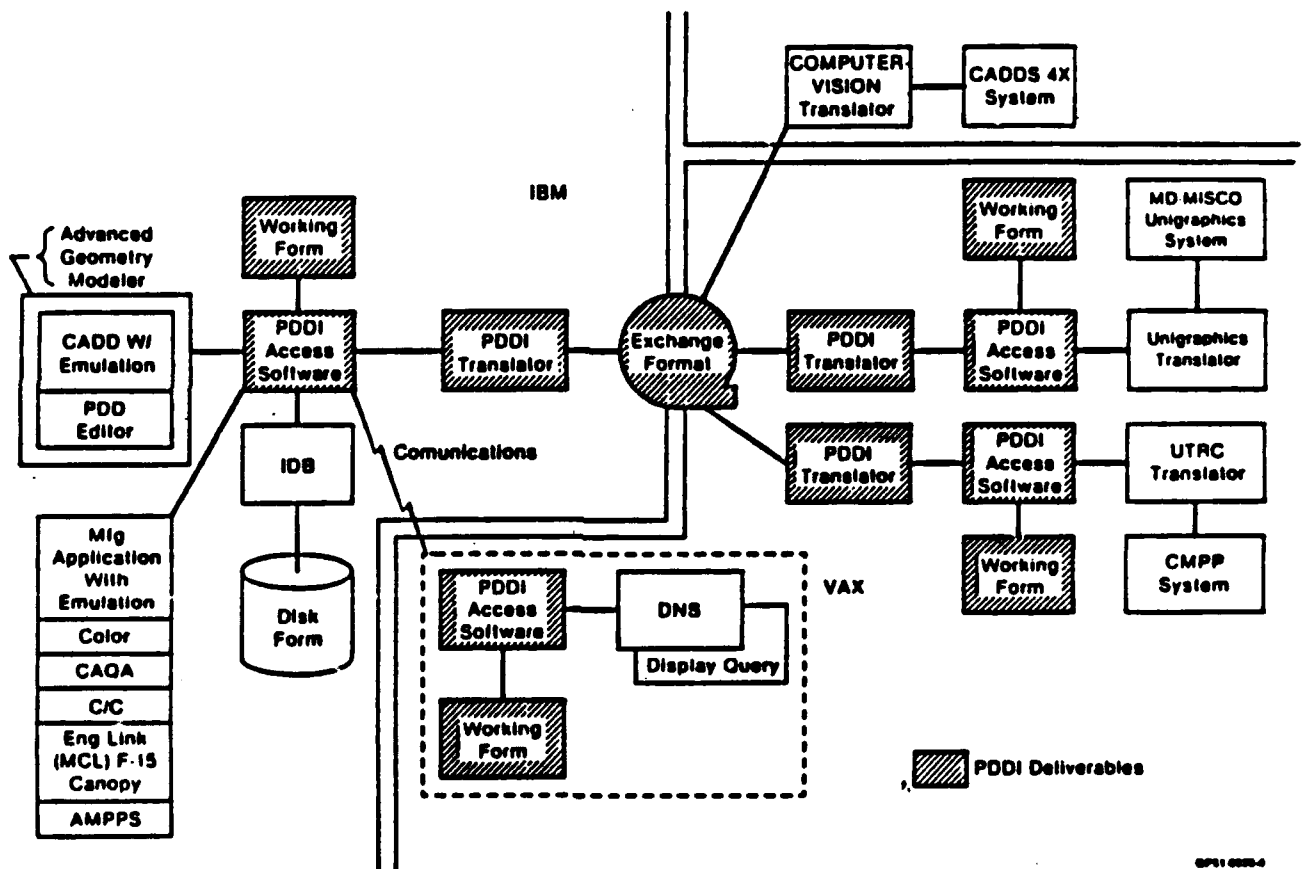 COMPUTER
VISION
Translator
CADDS 4X
System
IBM
Working
Form
Advanced
Geometry
Modeler
CADD W/
Emulation
PDD
Editor
PDDI
Access
Software
PDDI
Translator
Exchange
Format
PDDI
Translator
Working
Form
PDDI
Access
Software
MD-MISCO
Unigraphics
System
Unigraphics
Translator
IDB
Comunications
PDDI
Translator
PDDI
Access
Software
UTRC
Translator
Working
Form
CMPP
System
Disk
Form
Mfg
Application
With
Emulation
Color
CAQA
C/C
Eng Link
(MCL) F-15
Canopy
AMPPS
VAX
PDDI
Access
Software
DNS
Display Query
Working
Form
PDDI Deliverables